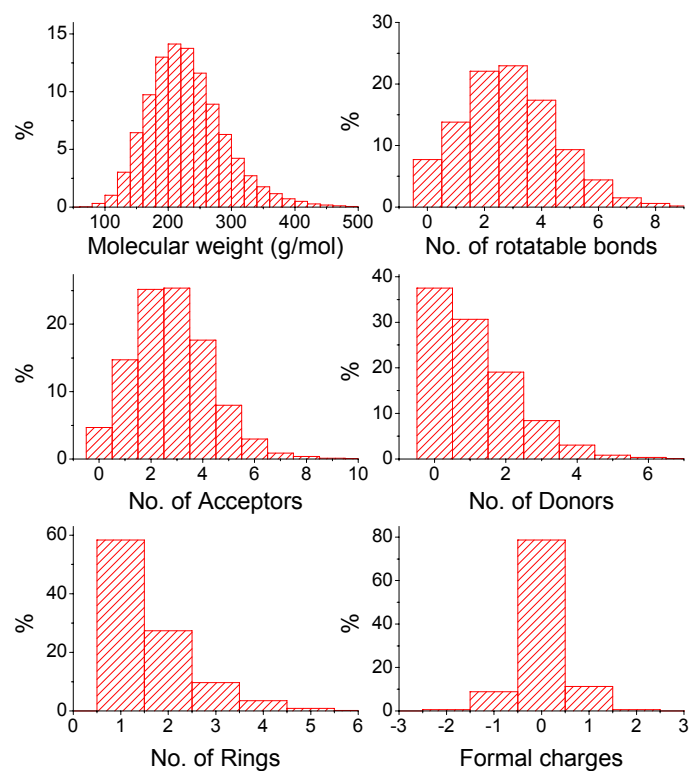 15
10
5
0
%
100 200 300 400 500
Molecular weight (g/mol)
30
20
10
0
%
0 2 4 6 8
No. of rotatable bonds
20
10
0
%
0 2 4 6 8 10
No. of Acceptors
40
30
20
10
0
%
0 2 4 6
No. of Donors
60
40
20
0
%
0 1 2 3 4 5 6
No. of Rings
80
60
40
20
0
%
-3 -2 -1 0 1 2 3
Formal charges